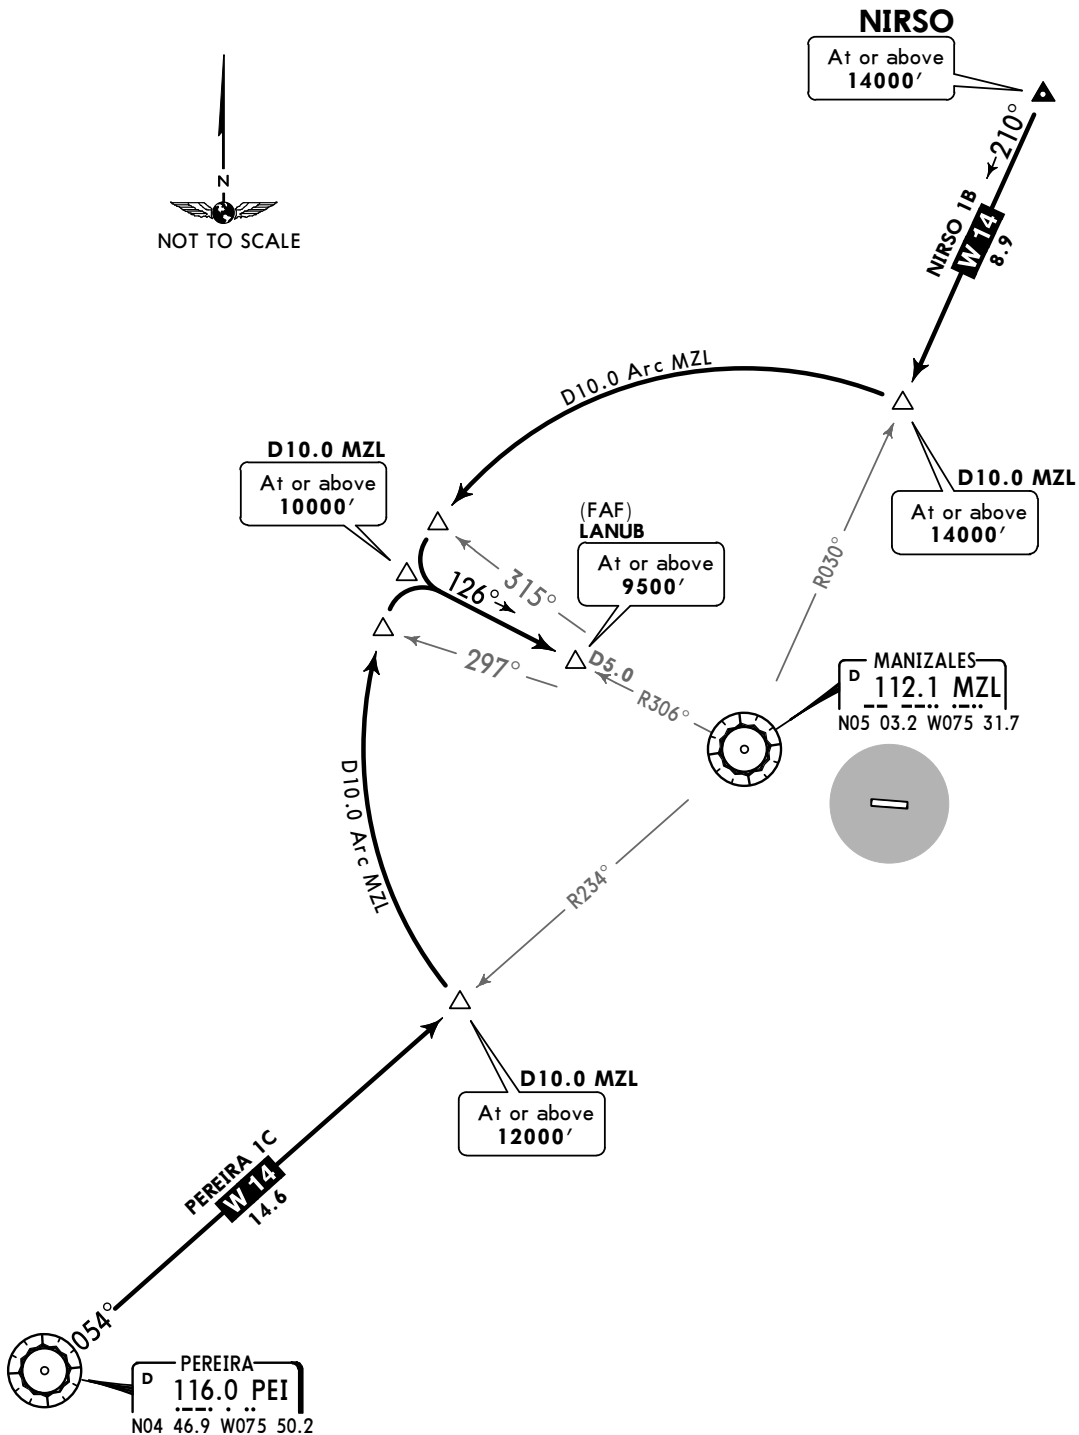 NIRSO
At or above
14000′
210°
NIRSO 1B
W 14
8.9
N
NOT TO SCALE
D10.0 Arc MZL
D10.0 MZL
At or above
10000′
(FAF)
LANUB
At or above
9500′
D10.0 MZL
At or above
14000′
R030°
126°
315°
297°
D5.0
R306°
MANIZALES
D 112.1 MZL
N05 03.2 W075 31.7
D10.0 Arc MZL
R234°
D10.0 MZL
At or above
12000′
PEREIRA 1C
W 14
14.6
054°
PEREIRA
D 116.0 PEI
N04 46.9 W075 50.2